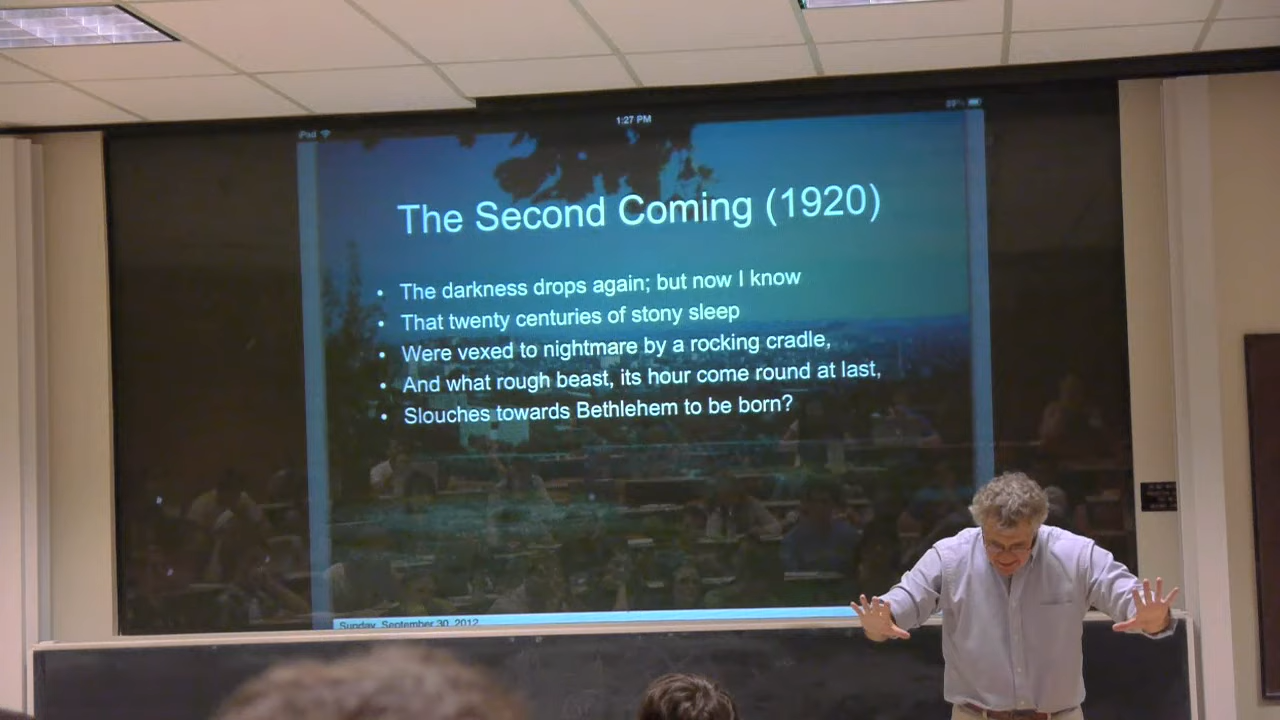 iPad
1:27 PM
The Second Coming (1920)
• The darkness drops again; but now I know
• That twenty centuries of stony sleep
• Were vexed to nightmare by a rocking cradle,
• And what rough beast, its hour come round at last,
• Slouches towards Bethlehem to be born?
Sunday, September 30, 2012